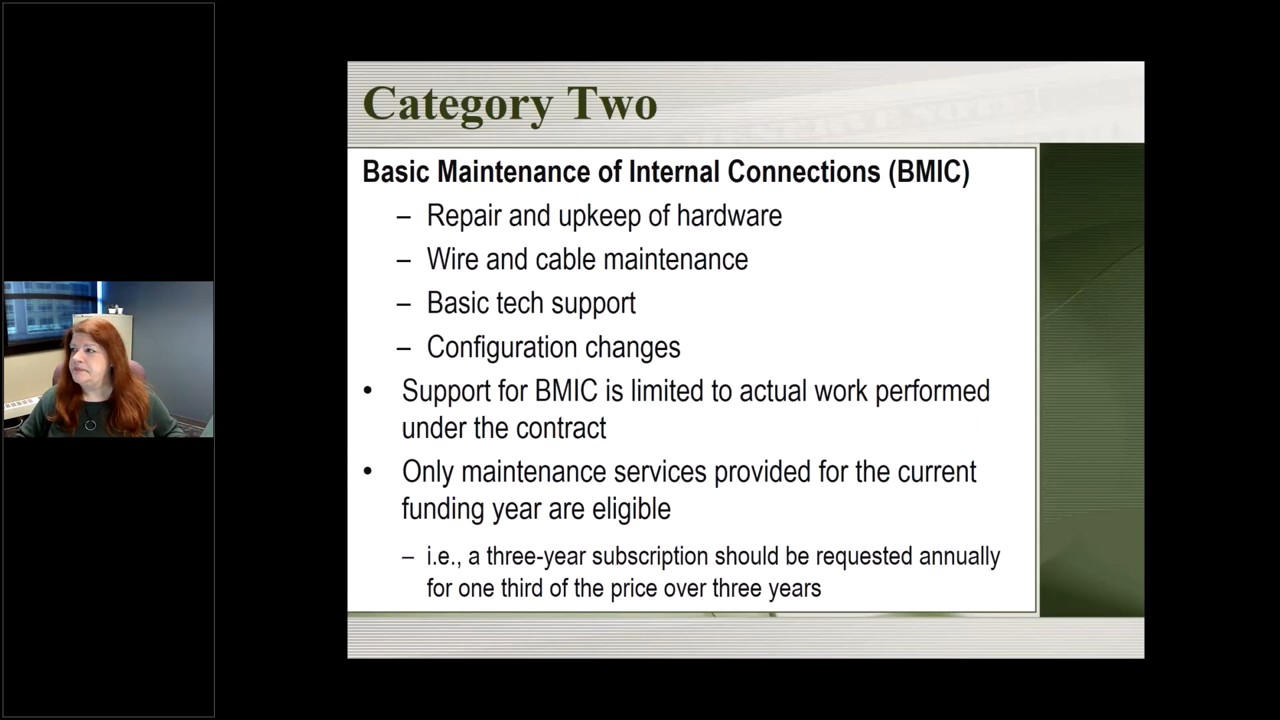 Category Two
Basic Maintenance of Internal Connections (BMIC)
– Repair and upkeep of hardware
– Wire and cable maintenance
– Basic tech support
– Configuration changes
• Support for BMIC is limited to actual work performed
under the contract
• Only maintenance services provided for the current
funding year are eligible
– i.e., a three-year subscription should be requested annually
for one third of the price over three years